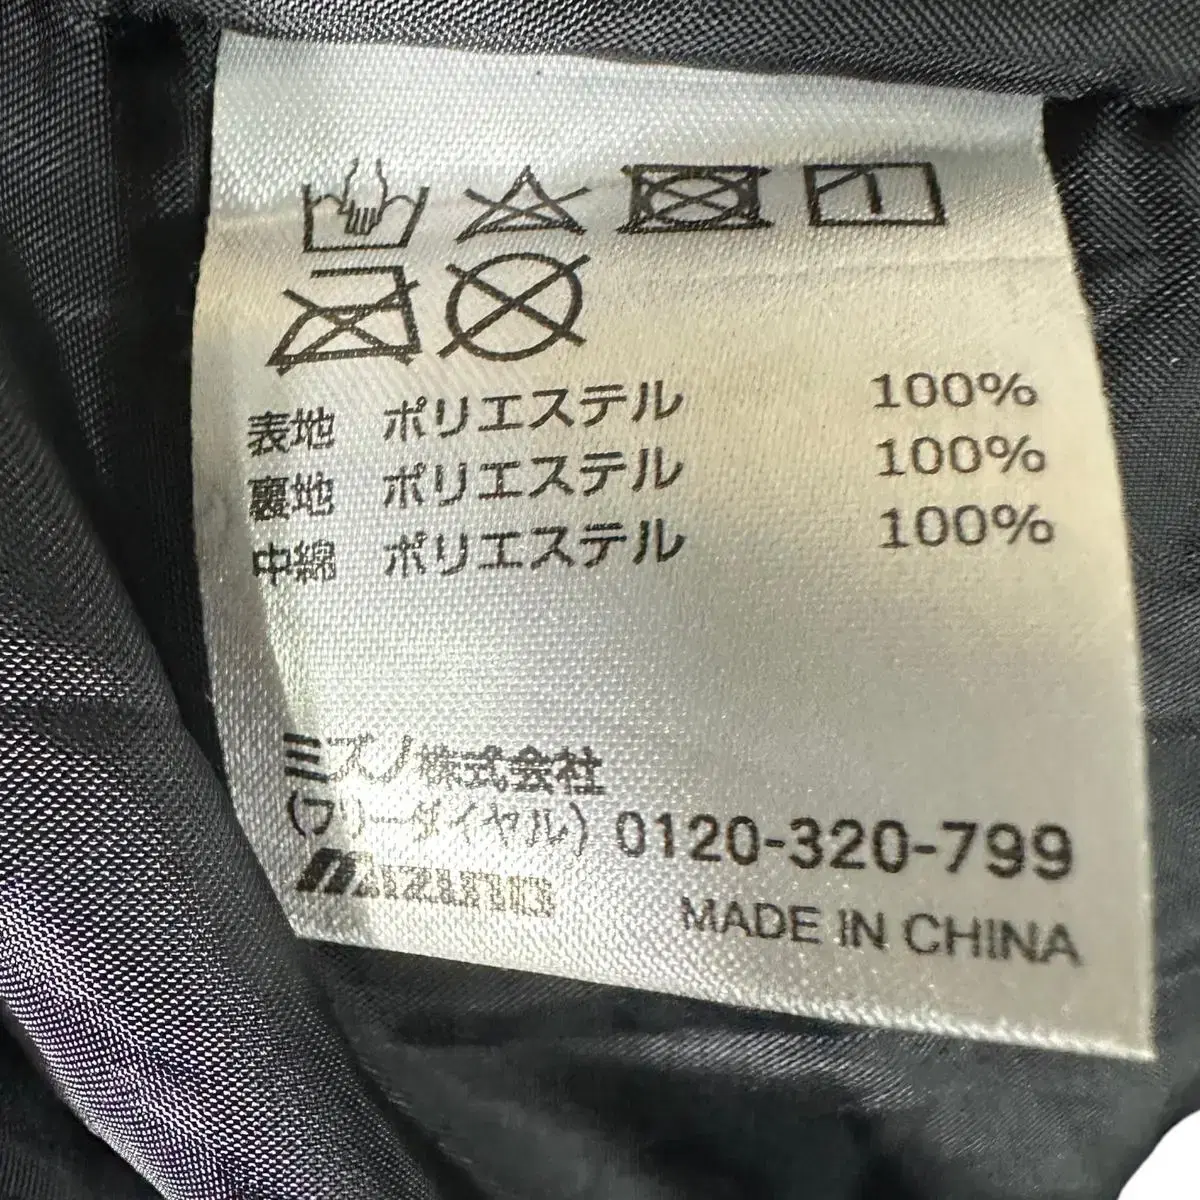 表地 ポリエステル 100%
裏地 ポリエステル 100%
中綿 ポリエステル 100%
ミズノ株式会社
(フリーダイヤル) 0120-320-799
mizuno
MADE IN CHINA